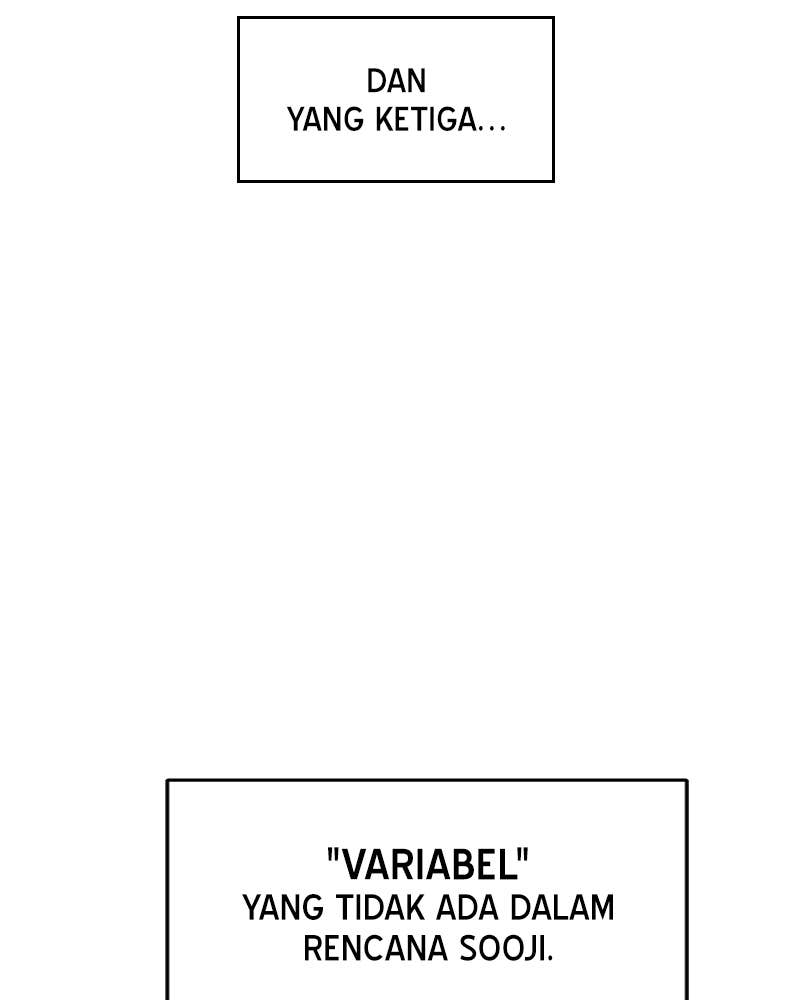 DAN
YANG KETIGA...
"VARIABEL"
YANG TIDAK ADA DALAM
RENCANA SOOJI.